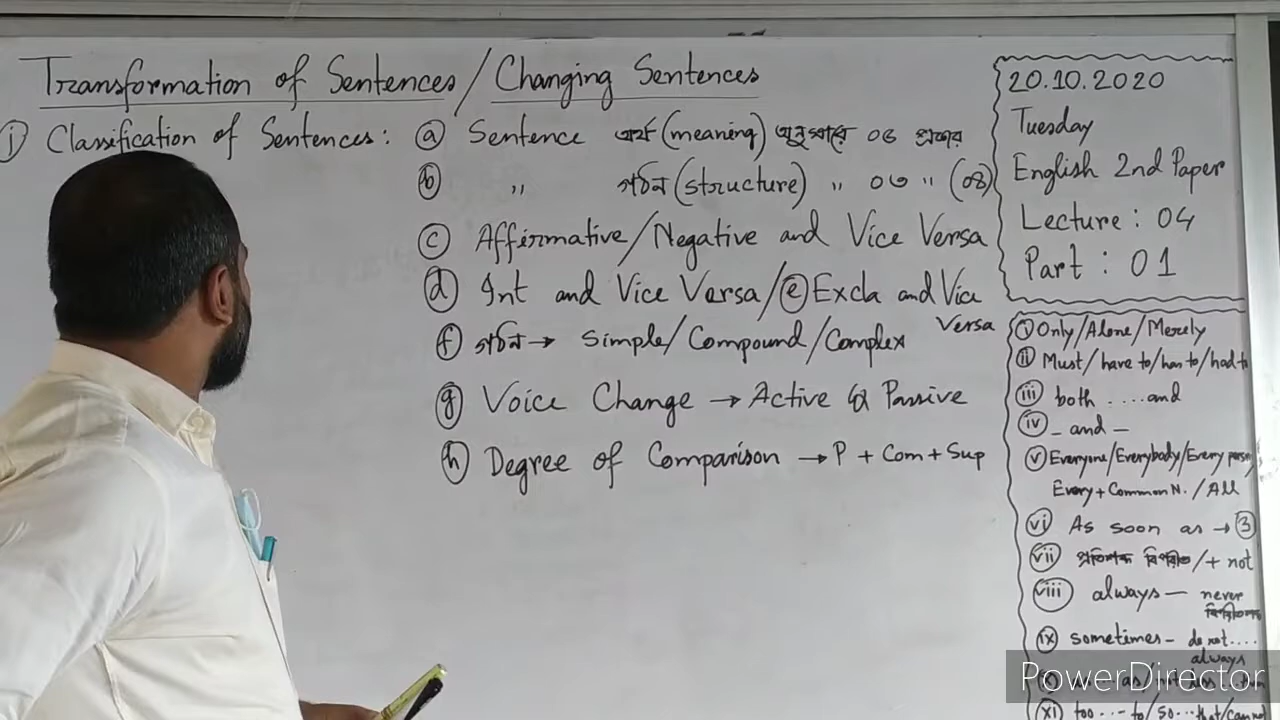 Transformation of Sentences/Changing Sentences
i) Classification of Sentences: (a) Sentence অর্থ (meaning) অনুসারে ০৫ প্রকার
(b) " গঠন (structure) " ০৩ " (০৪)
(c) Affirmative/Negative and Vice Versa
(d) Int and Vice Versa/(e) Excla and Vice Versa
(f) গঠন → Simple/Compound/Complex
(g) Voice Change → Active & Passive
(h) Degree of Comparison → P + Com + Sup
20.10.2020
Tuesday
English 2nd Paper
Lecture: 04
Part: 01
(i) Only/Alone/Merely
(ii) Must/have to/has to/had to
(iii) both ....and
(iv) _ and _
(v) Everyone/Everybody/Every person
Every + Common N./All
(vi) As soon as → (3)
(vii) বিপরীত/+ not
(viii) always — never
(ix) sometimes - do not....
always
(xi) too...-to/so...that/cannot
PowerDirector